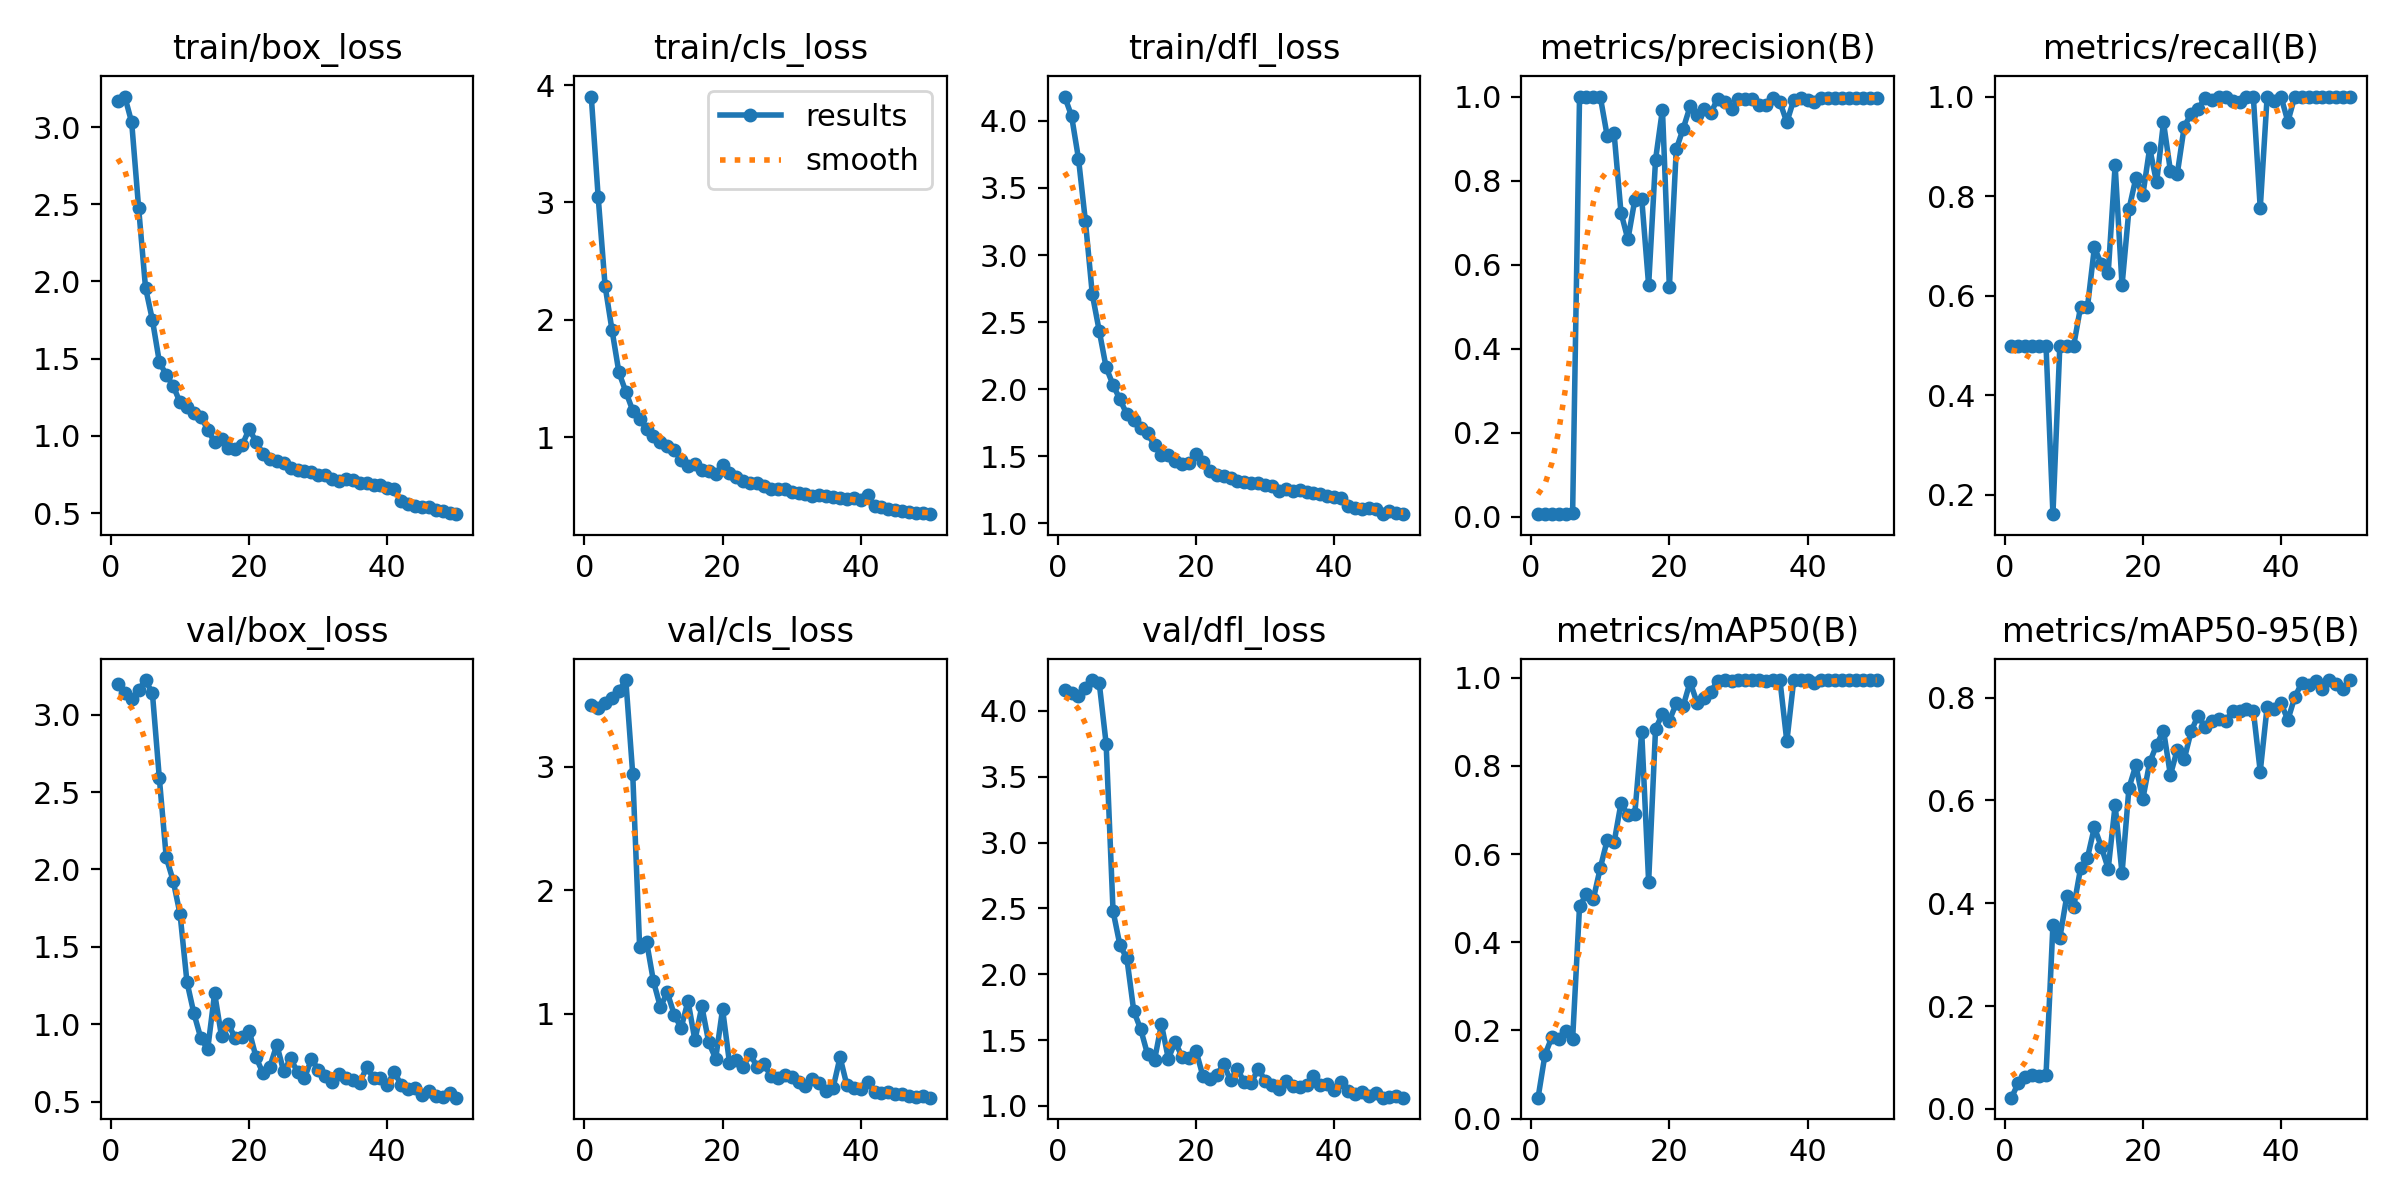 train/box_loss
3.0
2.5
2.0
1.5
1.0
0.5
0 20 40
train/cls_loss
results
smooth
4
3
2
1
0 20 40
train/dfl_loss
4.0
3.5
3.0
2.5
2.0
1.5
1.0
0 20 40
metrics/precision(B)
1.0
0.8
0.6
0.4
0.2
0.0
0 20 40
metrics/recall(B)
1.0
0.8
0.6
0.4
0.2
0 20 40
val/box_loss
3.0
2.5
2.0
1.5
1.0
0.5
0 20 40
val/cls_loss
3
2
1
0 20 40
val/dfl_loss
4.0
3.5
3.0
2.5
2.0
1.5
1.0
0 20 40
metrics/mAP50(B)
1.0
0.8
0.6
0.4
0.2
0.0
0 20 40
metrics/mAP50-95(B)
0.8
0.6
0.4
0.2
0.0
0 20 40